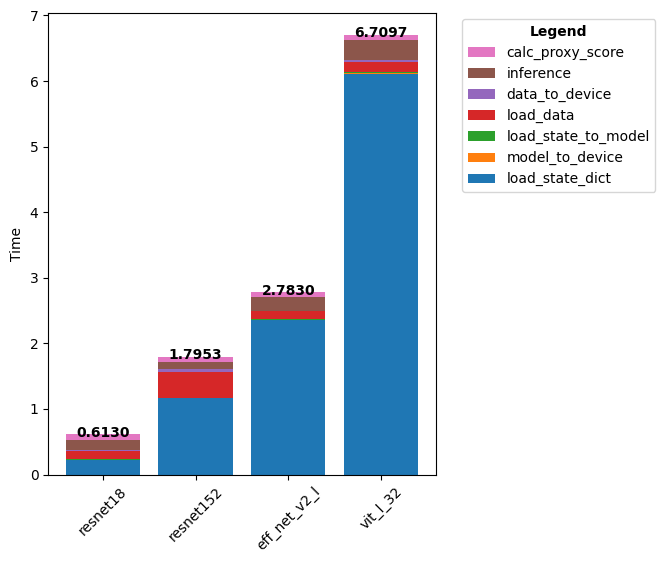 7
6
5
4
3
2
1
0
Time
6.7097
2.7830
1.7953
0.6130
resnet18
resnet152
eff_net_v2_l
vit_l_32
Legend
calc_proxy_score
inference
data_to_device
load_data
load_state_to_model
model_to_device
load_state_dict